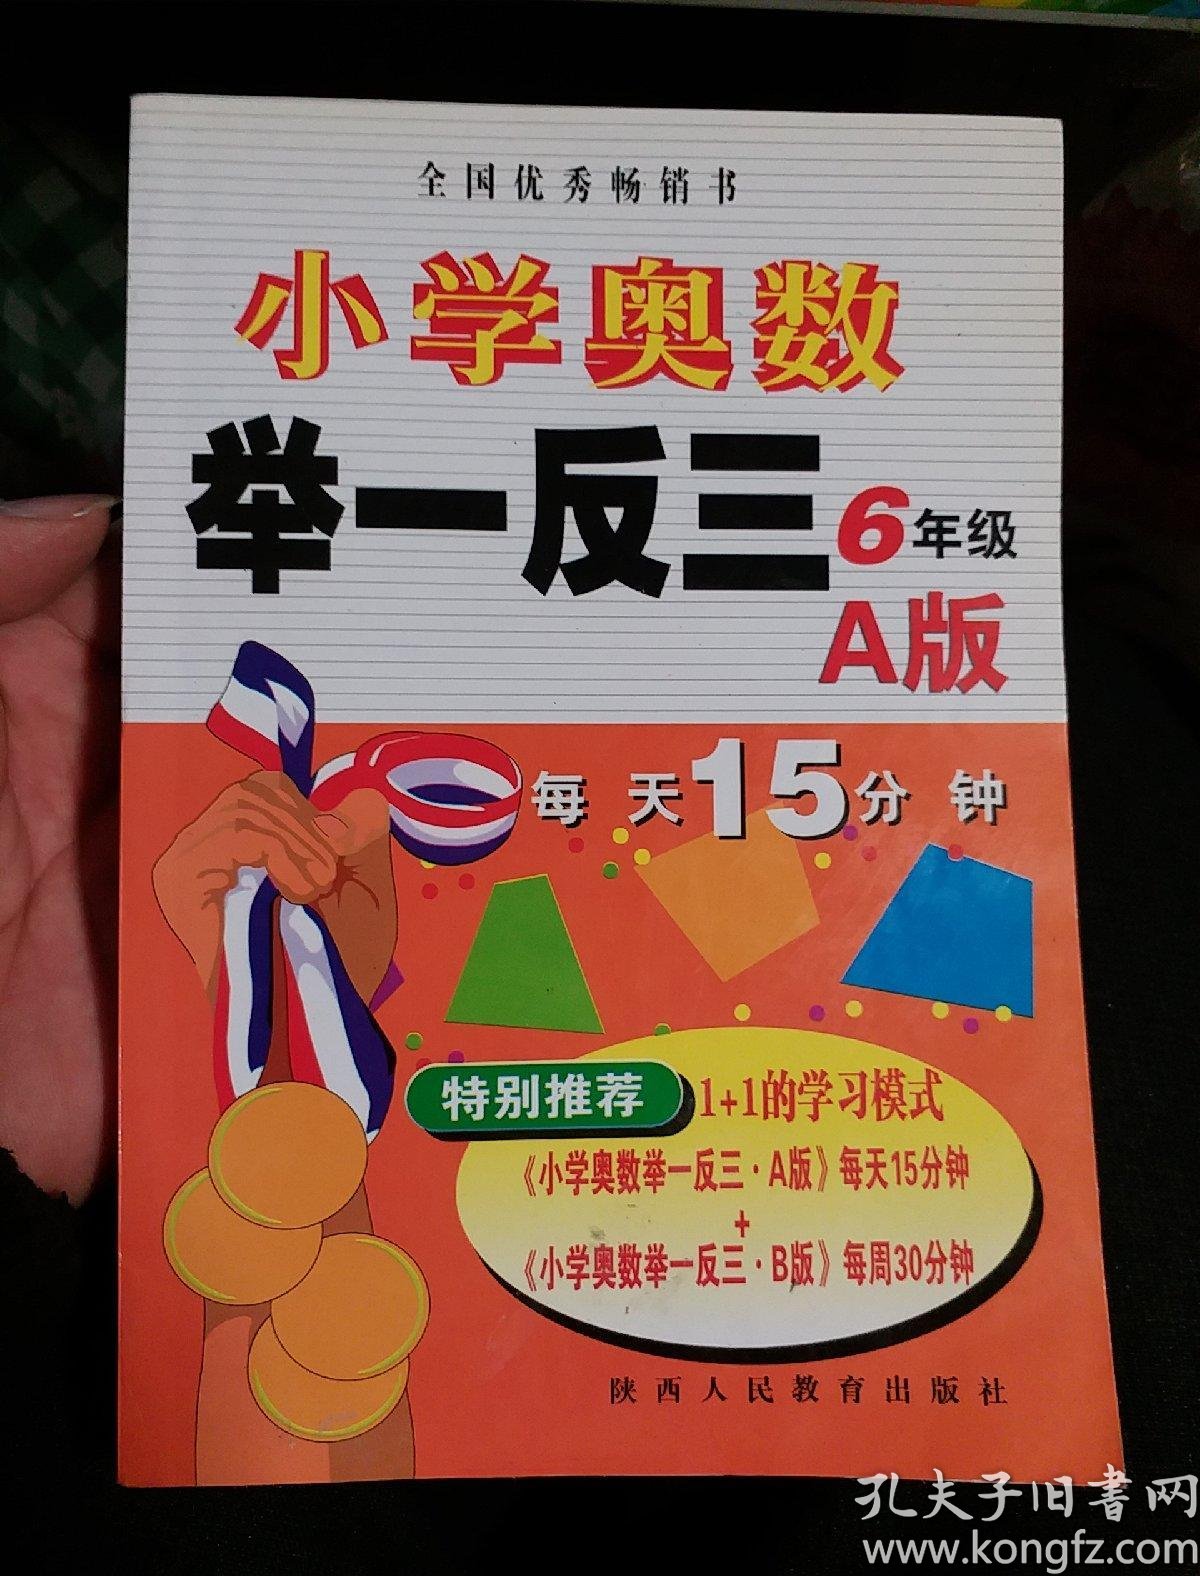 全国优秀畅销书
小学奥数
举一反三6年级
A版
每天15分钟
特别推荐 1+1的学习模式
《小学奥数举一反三·A版》每天15分钟
+
《小学奥数举一反三·B版》每周30分钟
陕西人民教育出版社
孔夫子旧书网
www.kongfz.com